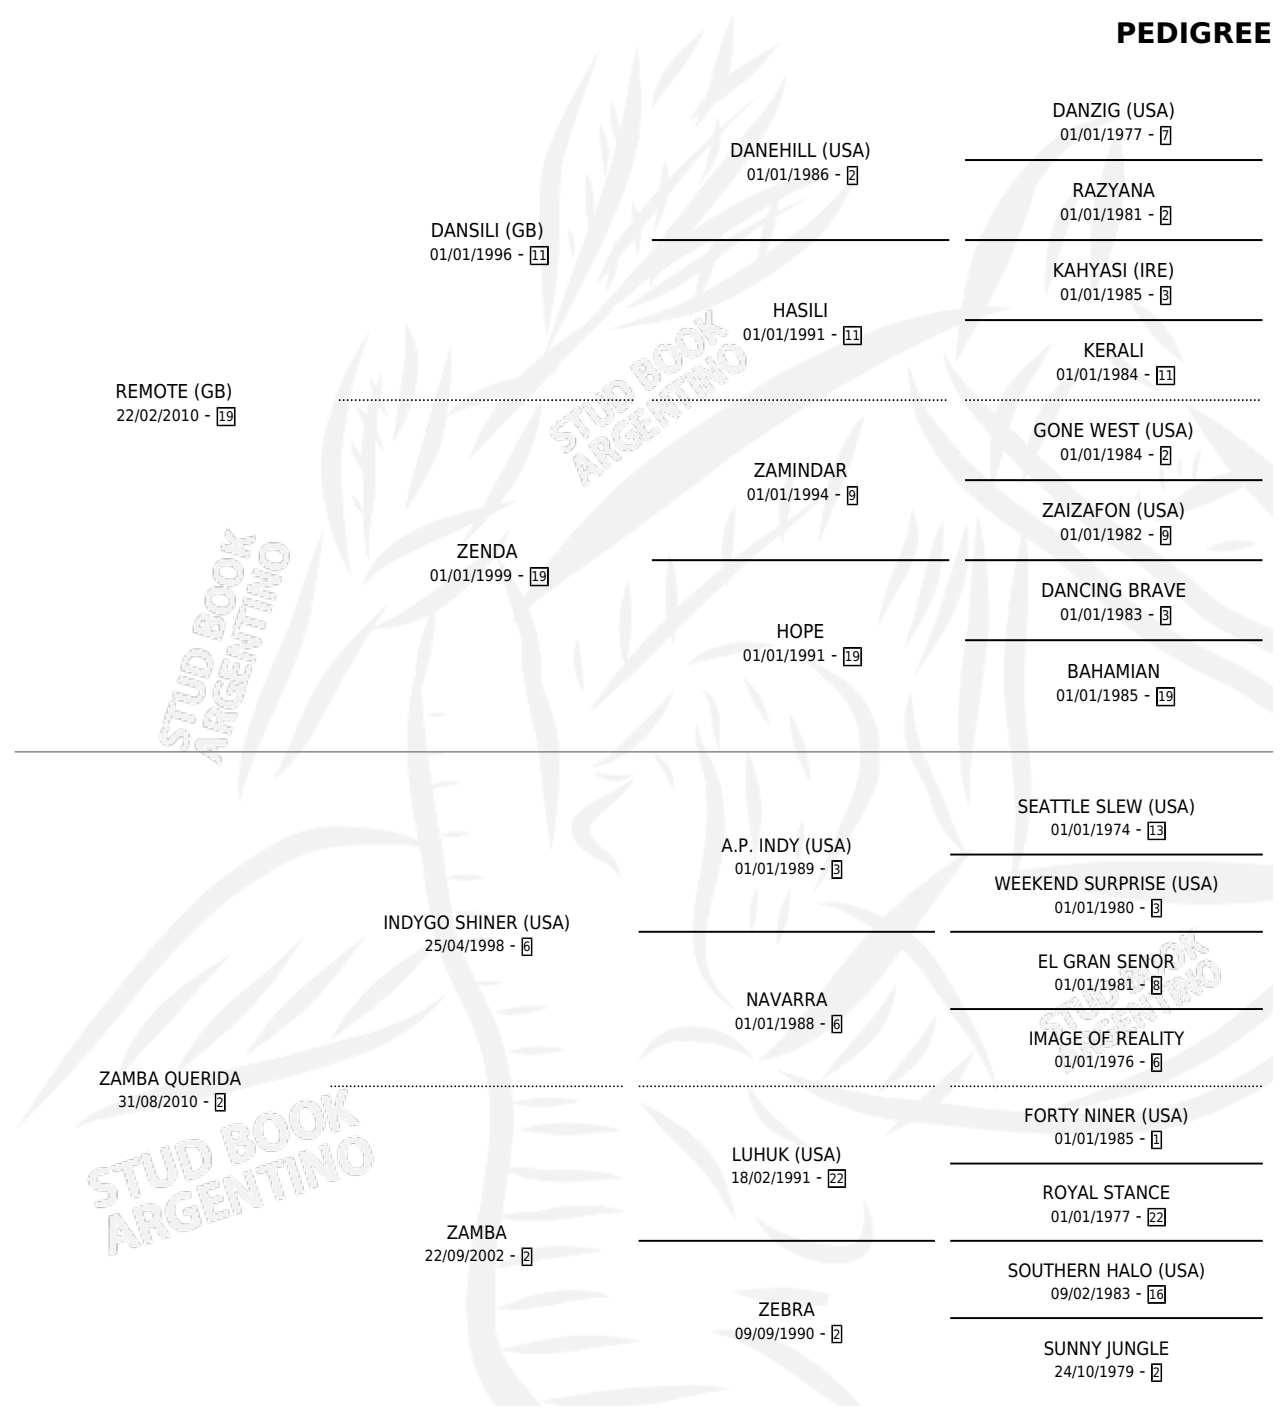 PEDIGREE
DANZIG (USA)
01/01/1977 - 7
DANEHILL (USA)
01/01/1986 - 2
RAZYANA
01/01/1981 - 2
DANSILI (GB)
01/01/1996 - 11
KAHYASI (IRE)
01/01/1985 - 3
HASILI
01/01/1991 - 11
KERALI
01/01/1984 - 11
REMOTE (GB)
22/02/2010 - 19
GONE WEST (USA)
01/01/1984 - 2
ZAMINDAR
01/01/1994 - 9
ZAIZAFON (USA)
01/01/1982 - 9
ZENDA
01/01/1999 - 19
DANCING BRAVE
01/01/1983 - 3
HOPE
01/01/1991 - 19
BAHAMIAN
01/01/1985 - 19
STUD BOOK
ARGENTINO
STUD BOOK
ARGENTINO
SEATTLE SLEW (USA)
01/01/1974 - 13
A.P. INDY (USA)
01/01/1989 - 3
WEEKEND SURPRISE (USA)
01/01/1980 - 3
INDYGO SHINER (USA)
25/04/1998 - 6
EL GRAN SENOR
01/01/1981 - 8
NAVARRA
01/01/1988 - 6
IMAGE OF REALITY
01/01/1976 - 6
STUD BOOK
ARGENTINO
ZAMBA QUERIDA
31/08/2010 - 2
FORTY NINER (USA)
01/01/1985 - 1
LUHUK (USA)
18/02/1991 - 22
ROYAL STANCE
01/01/1977 - 22
ZAMBA
22/09/2002 - 2
SOUTHERN HALO (USA)
09/02/1983 - 16
ZEBRA
09/09/1990 - 2
SUNNY JUNGLE
24/10/1979 - 2
STUD BOOK
ARGENTINO